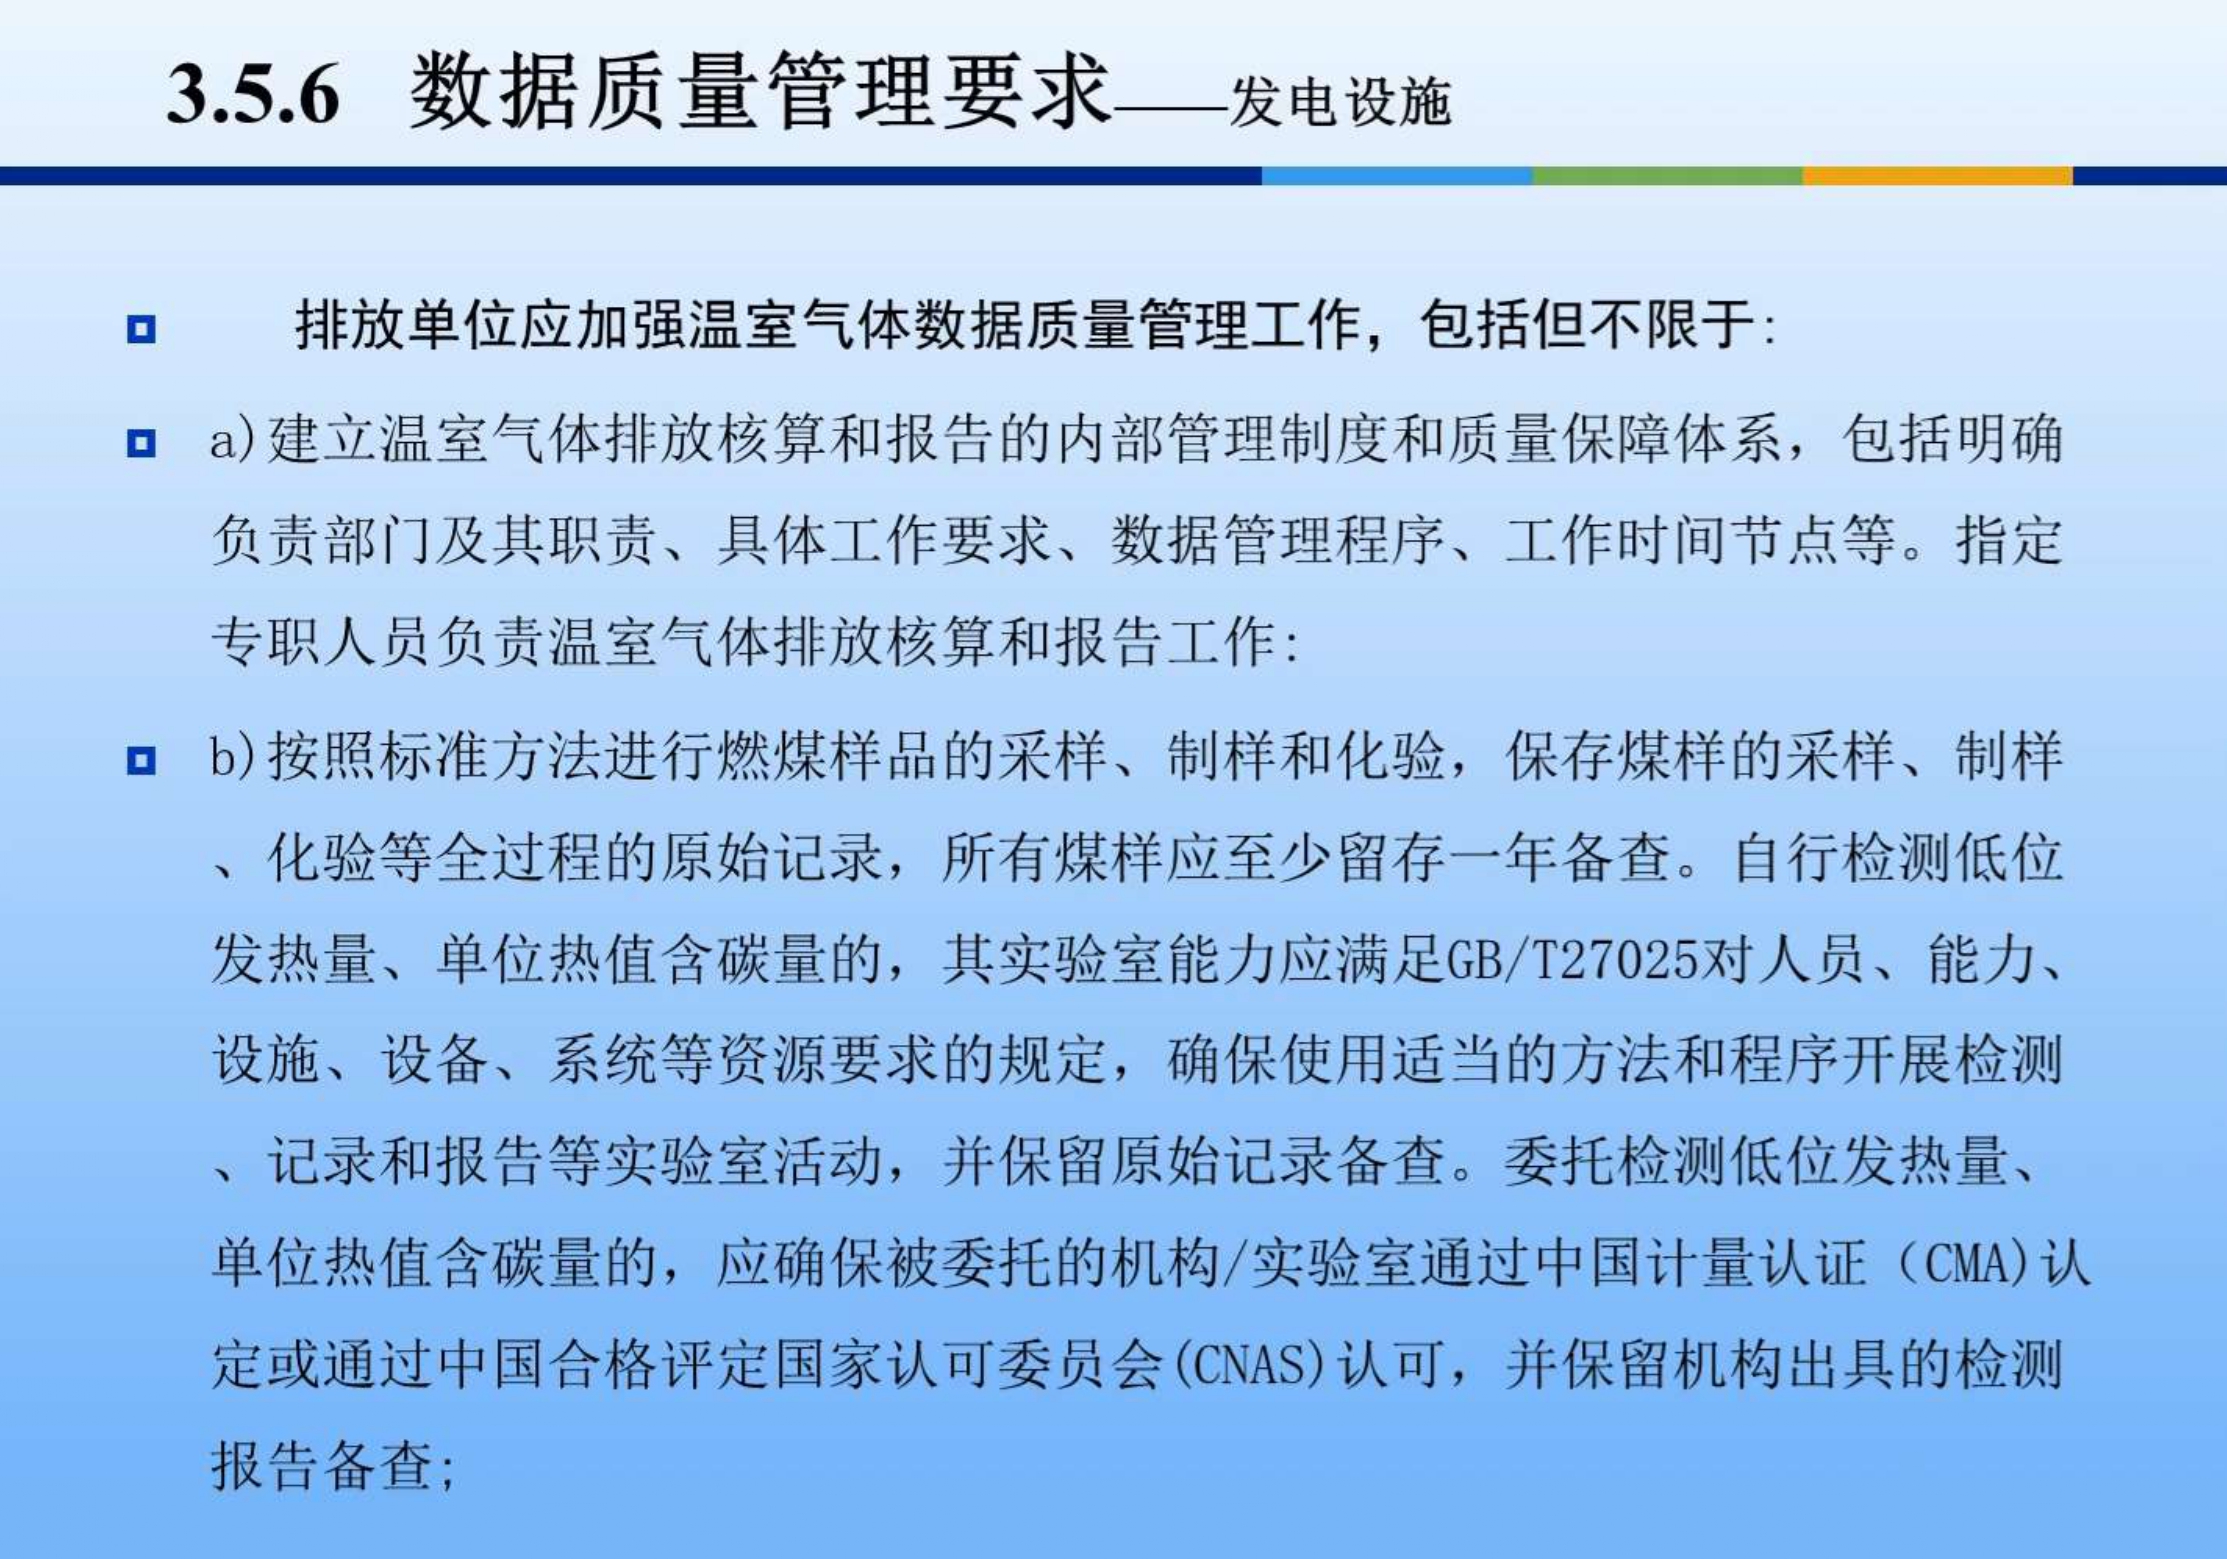 3.5.6 数据质量管理要求——发电设施
排放单位应加强温室气体数据质量管理工作，包括但不限于:
a)建立温室气体排放核算和报告的内部管理制度和质量保障体系，包括明确
负责部门及其职责、具体工作要求、数据管理程序、工作时间节点等。指定
专职人员负责温室气体排放核算和报告工作:
b)按照标准方法进行燃煤样品的采样、制样和化验，保存煤样的采样、制样
、化验等全过程的原始记录，所有煤样应至少留存一年备查。自行检测低位
发热量、单位热值含碳量的，其实验室能力应满足GB/T27025对人员、能力、
设施、设备、系统等资源要求的规定，确保使用适当的方法和程序开展检测
、记录和报告等实验室活动，并保留原始记录备查。委托检测低位发热量、
单位热值含碳量的，应确保被委托的机构/实验室通过中国计量认证（CMA)认
定或通过中国合格评定国家认可委员会(CNAS)认可，并保留机构出具的检测
报告备查;